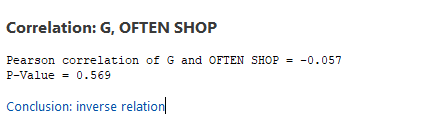 Correlation: G, OFTEN SHOP
Pearson correlation of G and OFTEN SHOP = -0.057
P-Value = 0.569
Conclusion: inverse relation